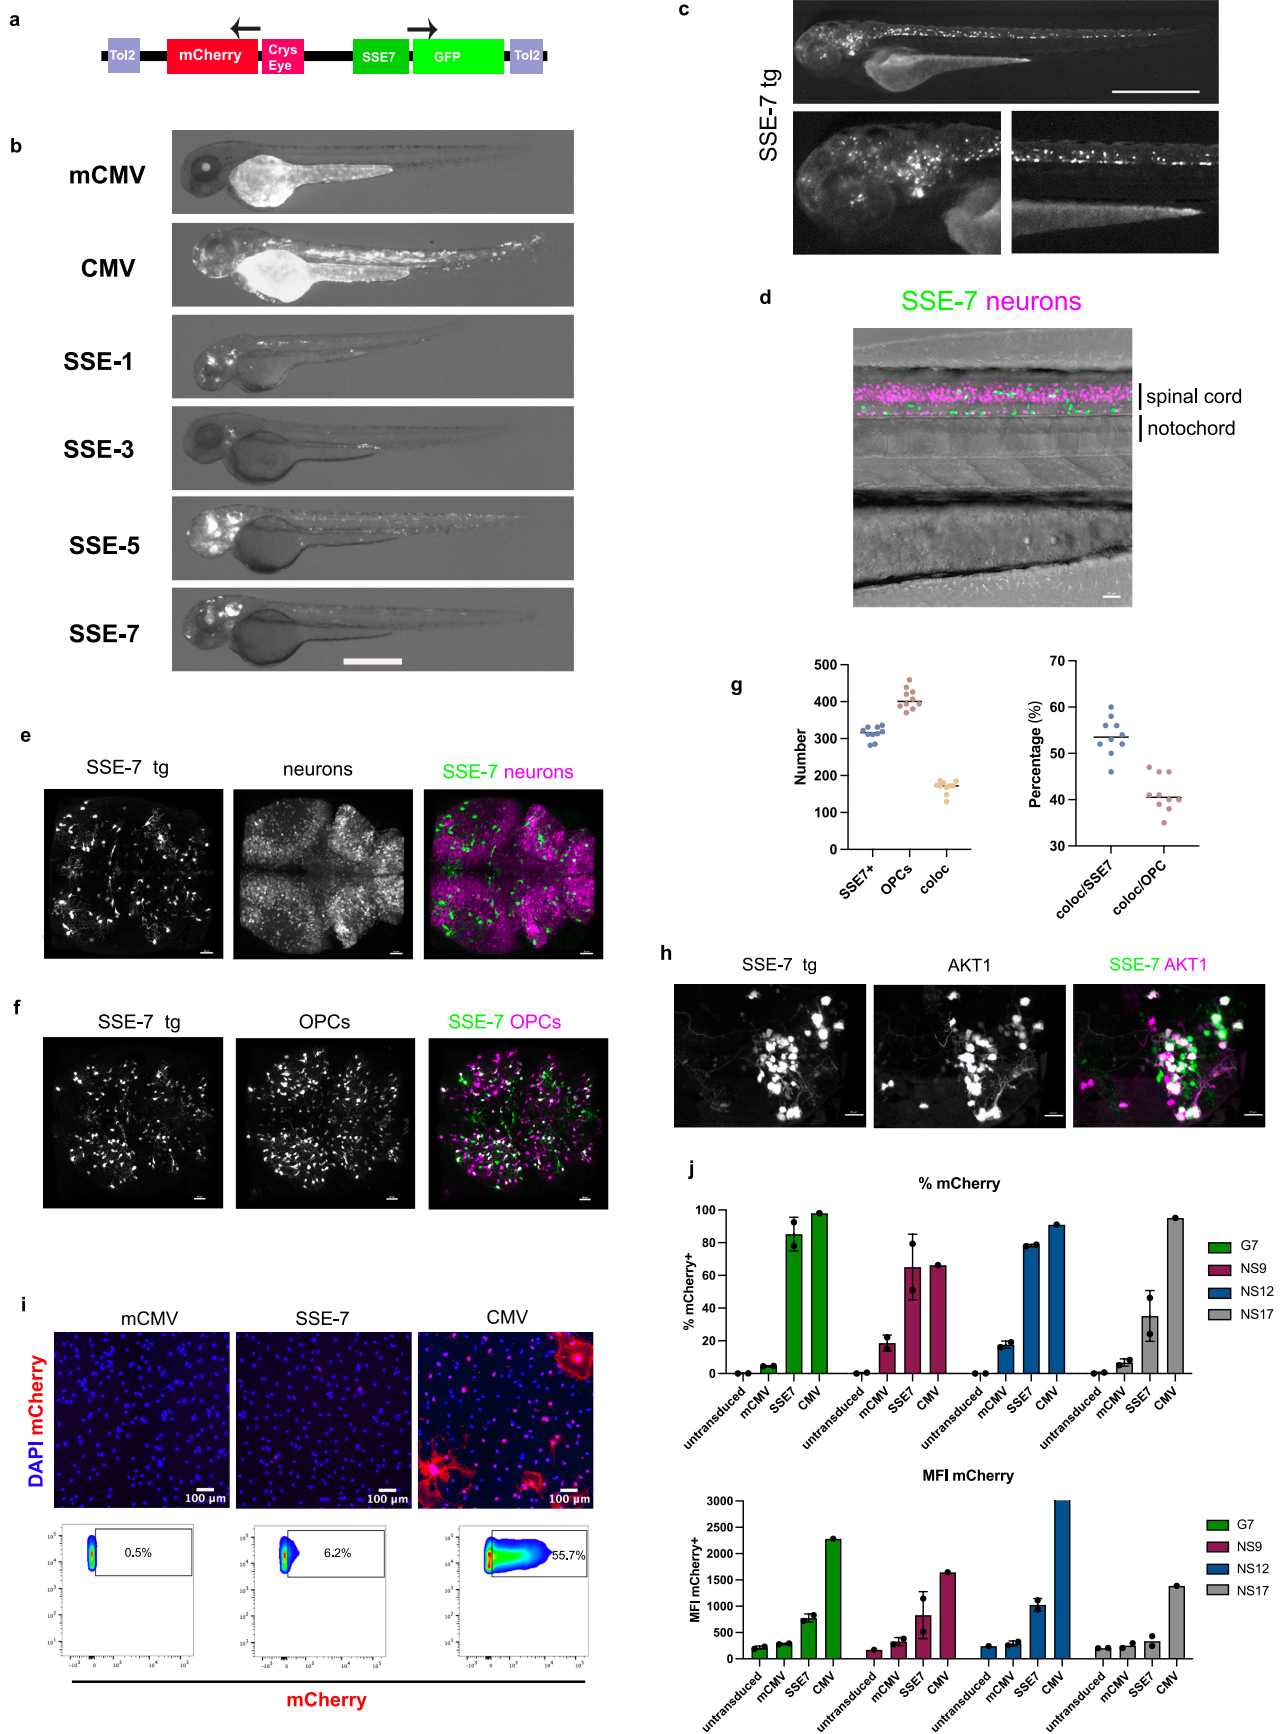 a
Tol2
mCherry
Crys
Eye
SSE7
GFP
Tol2
b
mCMV
CMV
SSE-1
SSE-3
SSE-5
SSE-7
c
SSE-7 tg
d
SSE-7 neurons
spinal cord
notochord
e
SSE-7 tg
neurons
SSE-7 neurons
f
SSE-7 tg
OPCs
SSE-7 OPCs
g
Number
500
400
300
200
100
0
SSE7+
OPCs
coloc
Percentage (%)
70
60
50
40
30
coloc/SSE7
coloc/OPC
h
SSE-7 tg
AKT1
SSE-7 AKT1
i
mCMV
SSE-7
CMV
DAPI mCherry
100 µm
100 µm
100 µm
0.5%
6.2%
55.7%
mCherry
j
% mCherry
% mCherry+
100
80
60
40
20
0
untransduced
mCMV
SSE7
CMV
untransduced
mCMV
SSE7
CMV
untransduced
mCMV
SSE7
CMV
untransduced
mCMV
SSE7
CMV
G7
NS9
NS12
NS17
MFI mCherry
MFI mCherry+
3000
2500
2000
1500
1000
500
0
untransduced
mCMV
SSE7
CMV
untransduced
mCMV
SSE7
CMV
untransduced
mCMV
SSE7
CMV
untransduced
mCMV
SSE7
CMV
G7
NS9
NS12
NS17